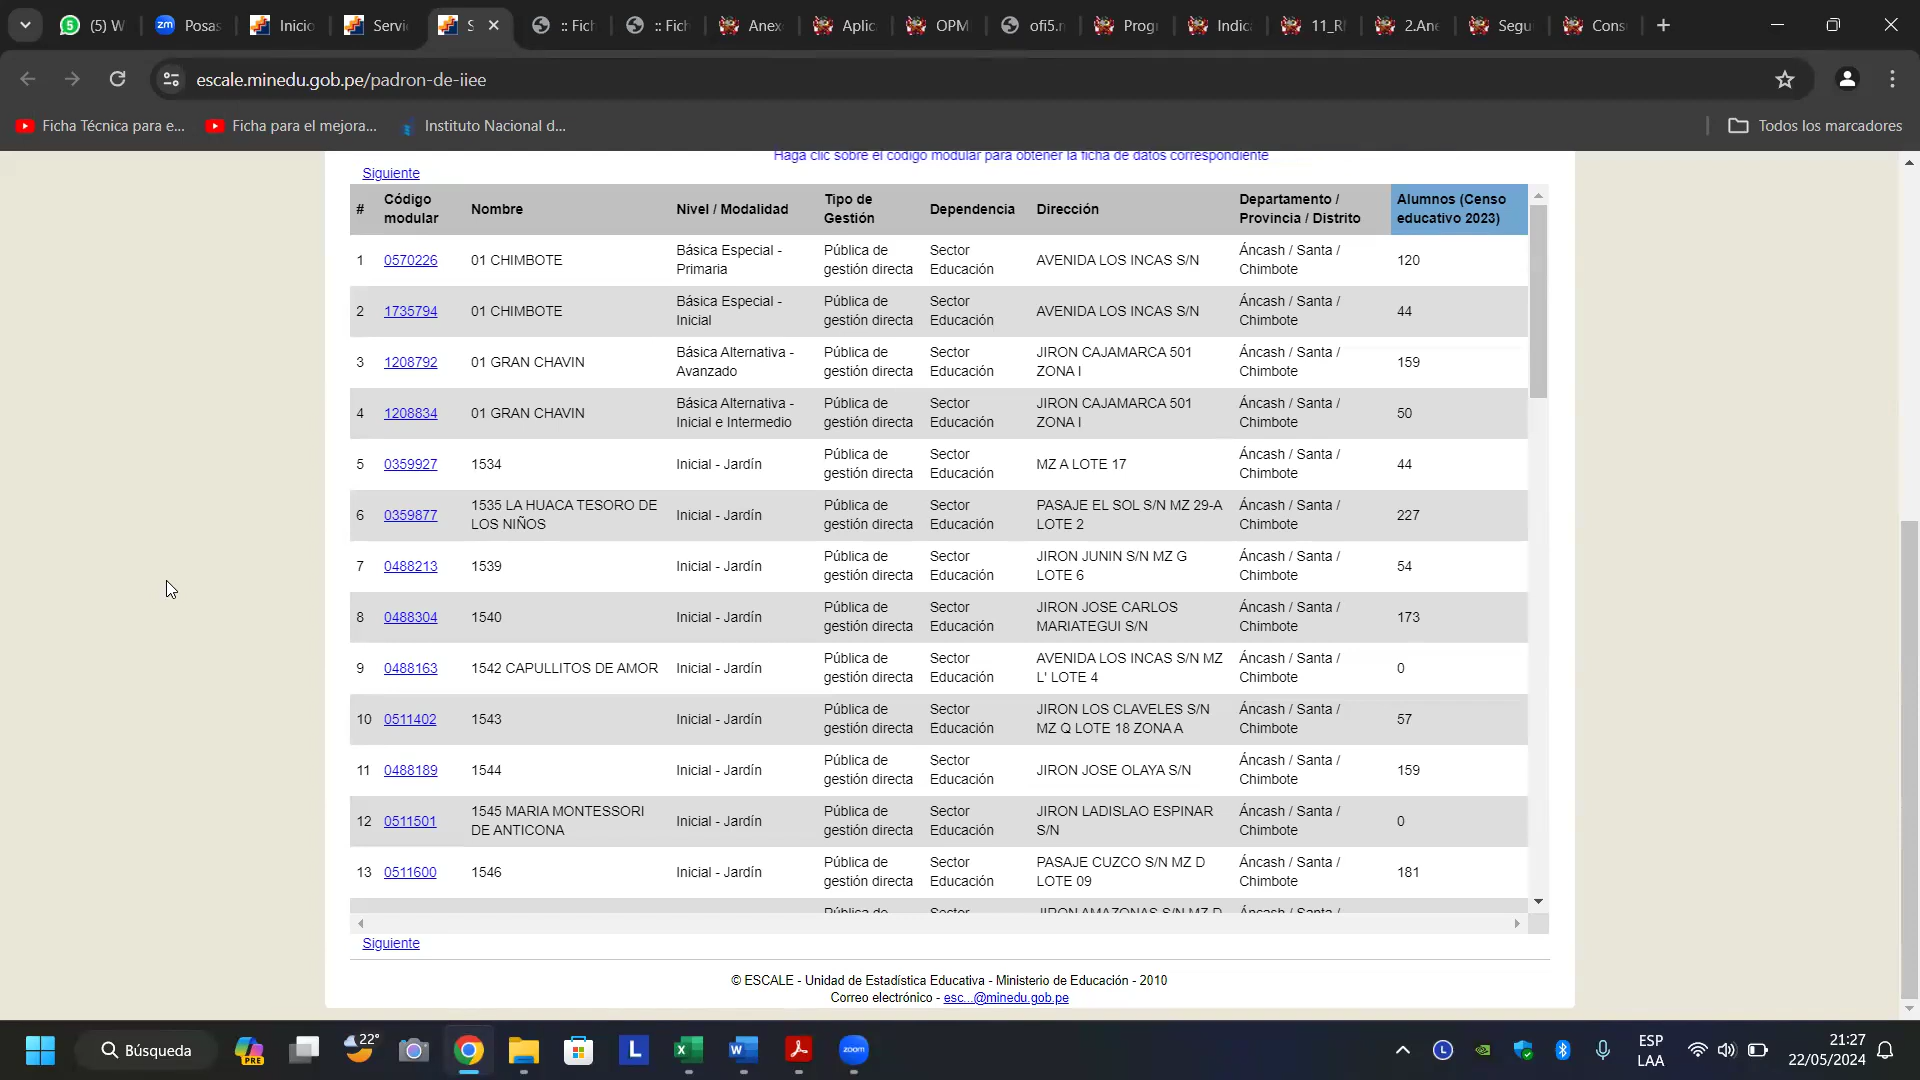 (5) W
Posas
Inicio
Servic
S
:: Fich
:: Fich
Anex
Aplic
OPM
ofi5.n
Prog
Indic
11_RI
2.Ane
Segu
Cons
escale.minedu.gob.pe/padron-de-iiee
Ficha Técnica para e...
Ficha para el mejora...
Instituto Nacional d...
Todos los marcadores
Haga clic sobre el código modular para obtener la ficha de datos correspondiente
Siguiente
# Código modular Nombre Nivel / Modalidad Tipo de Gestión Dependencia Dirección Departamento / Provincia / Distrito Alumnos (Censo educativo 2023)
1 0570226 01 CHIMBOTE Básica Especial - Primaria Pública de gestión directa Sector Educación AVENIDA LOS INCAS S/N Áncash / Santa / Chimbote 120
2 1735794 01 CHIMBOTE Básica Especial - Inicial Pública de gestión directa Sector Educación AVENIDA LOS INCAS S/N Áncash / Santa / Chimbote 44
3 1208792 01 GRAN CHAVIN Básica Alternativa - Avanzado Pública de gestión directa Sector Educación JIRON CAJAMARCA 501 ZONA I Áncash / Santa / Chimbote 159
4 1208834 01 GRAN CHAVIN Básica Alternativa - Inicial e Intermedio Pública de gestión directa Sector Educación JIRON CAJAMARCA 501 ZONA I Áncash / Santa / Chimbote 50
5 0359927 1534 Inicial - Jardín Pública de gestión directa Sector Educación MZ A LOTE 17 Áncash / Santa / Chimbote 44
6 0359877 1535 LA HUACA TESORO DE LOS NIÑOS Inicial - Jardín Pública de gestión directa Sector Educación PASAJE EL SOL S/N MZ 29-A LOTE 2 Áncash / Santa / Chimbote 227
7 0488213 1539 Inicial - Jardín Pública de gestión directa Sector Educación JIRON JUNIN S/N MZ G LOTE 6 Áncash / Santa / Chimbote 54
8 0488304 1540 Inicial - Jardín Pública de gestión directa Sector Educación JIRON JOSE CARLOS MARIATEGUI S/N Áncash / Santa / Chimbote 173
9 0488163 1542 CAPULLITOS DE AMOR Inicial - Jardín Pública de gestión directa Sector Educación AVENIDA LOS INCAS S/N MZ L' LOTE 4 Áncash / Santa / Chimbote 0
10 0511402 1543 Inicial - Jardín Pública de gestión directa Sector Educación JIRON LOS CLAVELES S/N MZ Q LOTE 18 ZONA A Áncash / Santa / Chimbote 57
11 0488189 1544 Inicial - Jardín Pública de gestión directa Sector Educación JIRON JOSE OLAYA S/N Áncash / Santa / Chimbote 159
12 0511501 1545 MARIA MONTESSORI DE ANTICONA Inicial - Jardín Pública de gestión directa Sector Educación JIRON LADISLAO ESPINAR S/N Áncash / Santa / Chimbote 0
13 0511600 1546 Inicial - Jardín Pública de gestión directa Sector Educación PASAJE CUZCO S/N MZ D LOTE 09 Áncash / Santa / Chimbote 181
Pública de Sector JIRON AMAZONAS S/N MZ D Áncash / Santa /
Siguiente
© ESCALE - Unidad de Estadística Educativa - Ministerio de Educación - 2010
Correo electrónico - esc...@minedu.gob.pe
Búsqueda
PRE
22°
L
zoom
ESP
LAA
21:27
22/05/2024